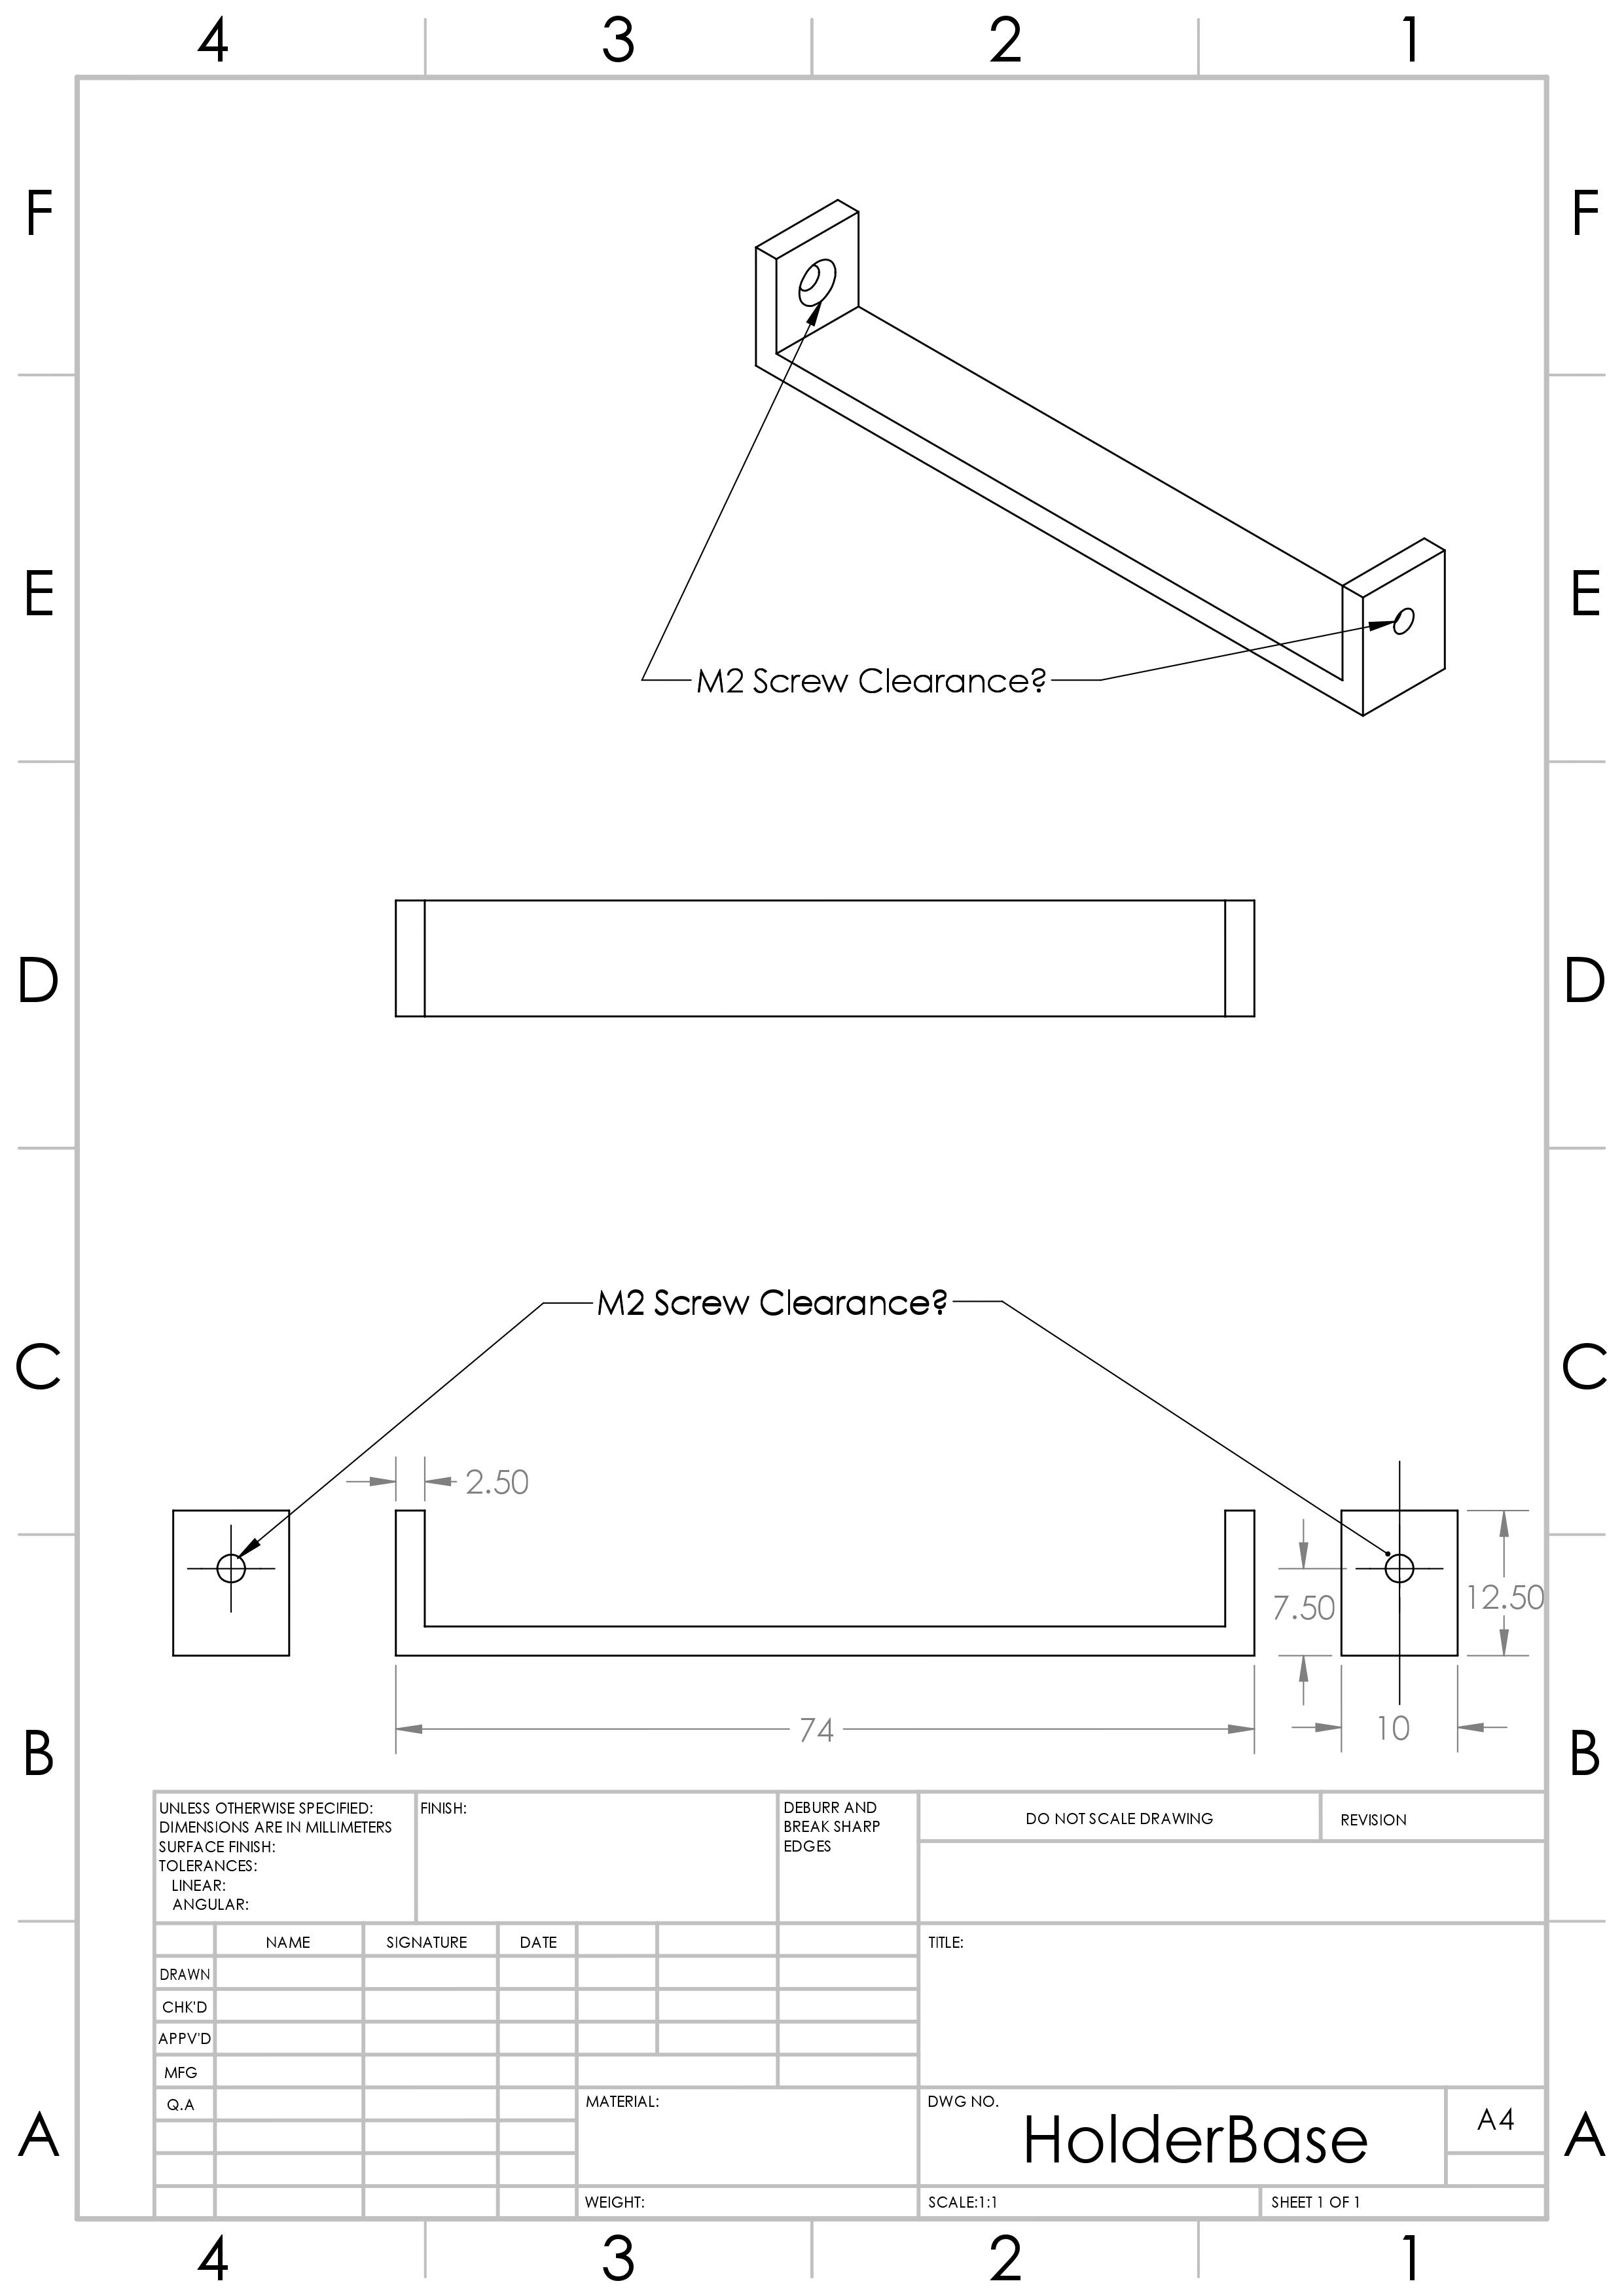 4 3 2 1
F F
E E
M2 Screw Clearance?
D D
M2 Screw Clearance?
C C
2.50
7.50
12.50
74
10
B B
UNLESS OTHERWISE SPECIFIED:
DIMENSIONS ARE IN MILLIMETERS
SURFACE FINISH:
TOLERANCES:
LINEAR:
ANGULAR:
FINISH:
DEBURR AND
BREAK SHARP
EDGES
DO NOT SCALE DRAWING
REVISION
NAME SIGNATURE DATE
TITLE:
DRAWN
CHK'D
APPV'D
MFG
Q.A
MATERIAL:
DWG NO.
HolderBase
A4
A A
WEIGHT:
SCALE:1:1
SHEET 1 OF 1
4 3 2 1